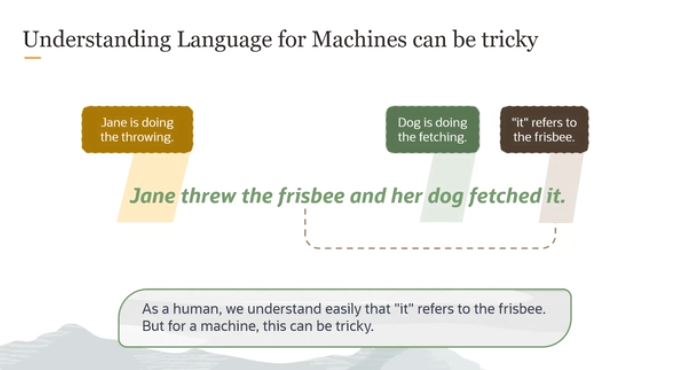 Understanding Language for Machines can be tricky
Jane is doing
the throwing.
Dog is doing
the fetching.
"it" refers to
the frisbee.
Jane threw the frisbee and her dog fetched it.
As a human, we understand easily that "it" refers to the frisbee.
But for a machine, this can be tricky.